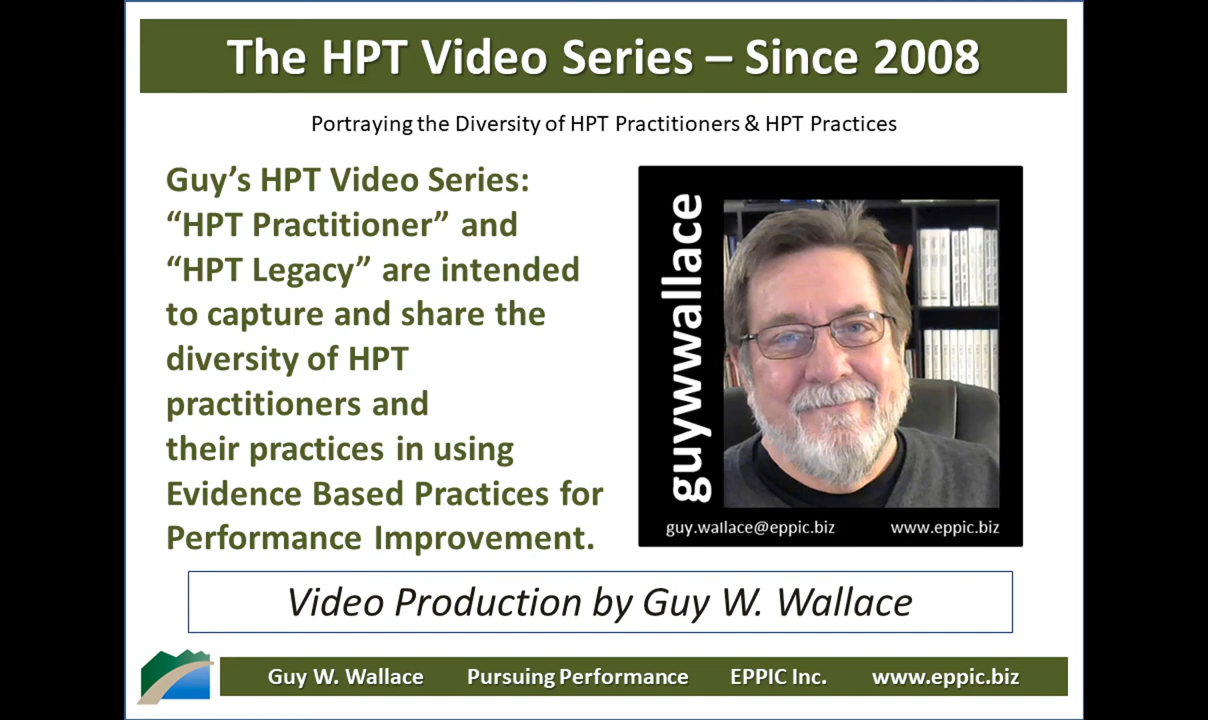 The HPT Video Series – Since 2008
Portraying the Diversity of HPT Practitioners & HPT Practices
Guy’s HPT Video Series:
“HPT Practitioner” and
“HPT Legacy” are intended
to capture and share the
diversity of HPT
practitioners and
their practices in using
Evidence Based Practices for
Performance Improvement.
guywwallace
guy.wallace@eppic.biz www.eppic.biz
Video Production by Guy W. Wallace
Guy W. Wallace Pursuing Performance EPPIC Inc. www.eppic.biz